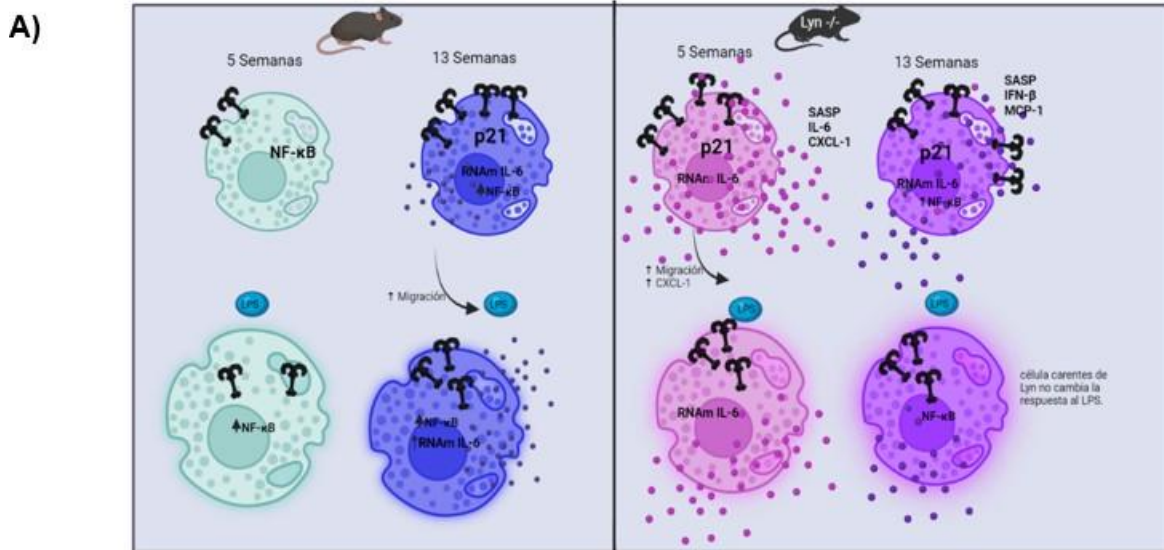 A)
5 Semanas
NF-κB
13 Semanas
p21
RNAm IL-6
↑NF-κB
↑ Migración
LPS
LPS
↑NF-κB
↑NF-κB
↑RNAm IL-6
Lyn -/-
5 Semanas
p21
RNAm IL-6
SASP
IL-6
CXCL-1
13 Semanas
p21
RNAm IL-6
↑NF-κB
SASP
IFN-β
MCP-1
↑ Migración
↑ CXCL-1
LPS
LPS
RNAm IL-6
NF-κB
célula carentes de
Lyn no cambia la
respuesta al LPS.